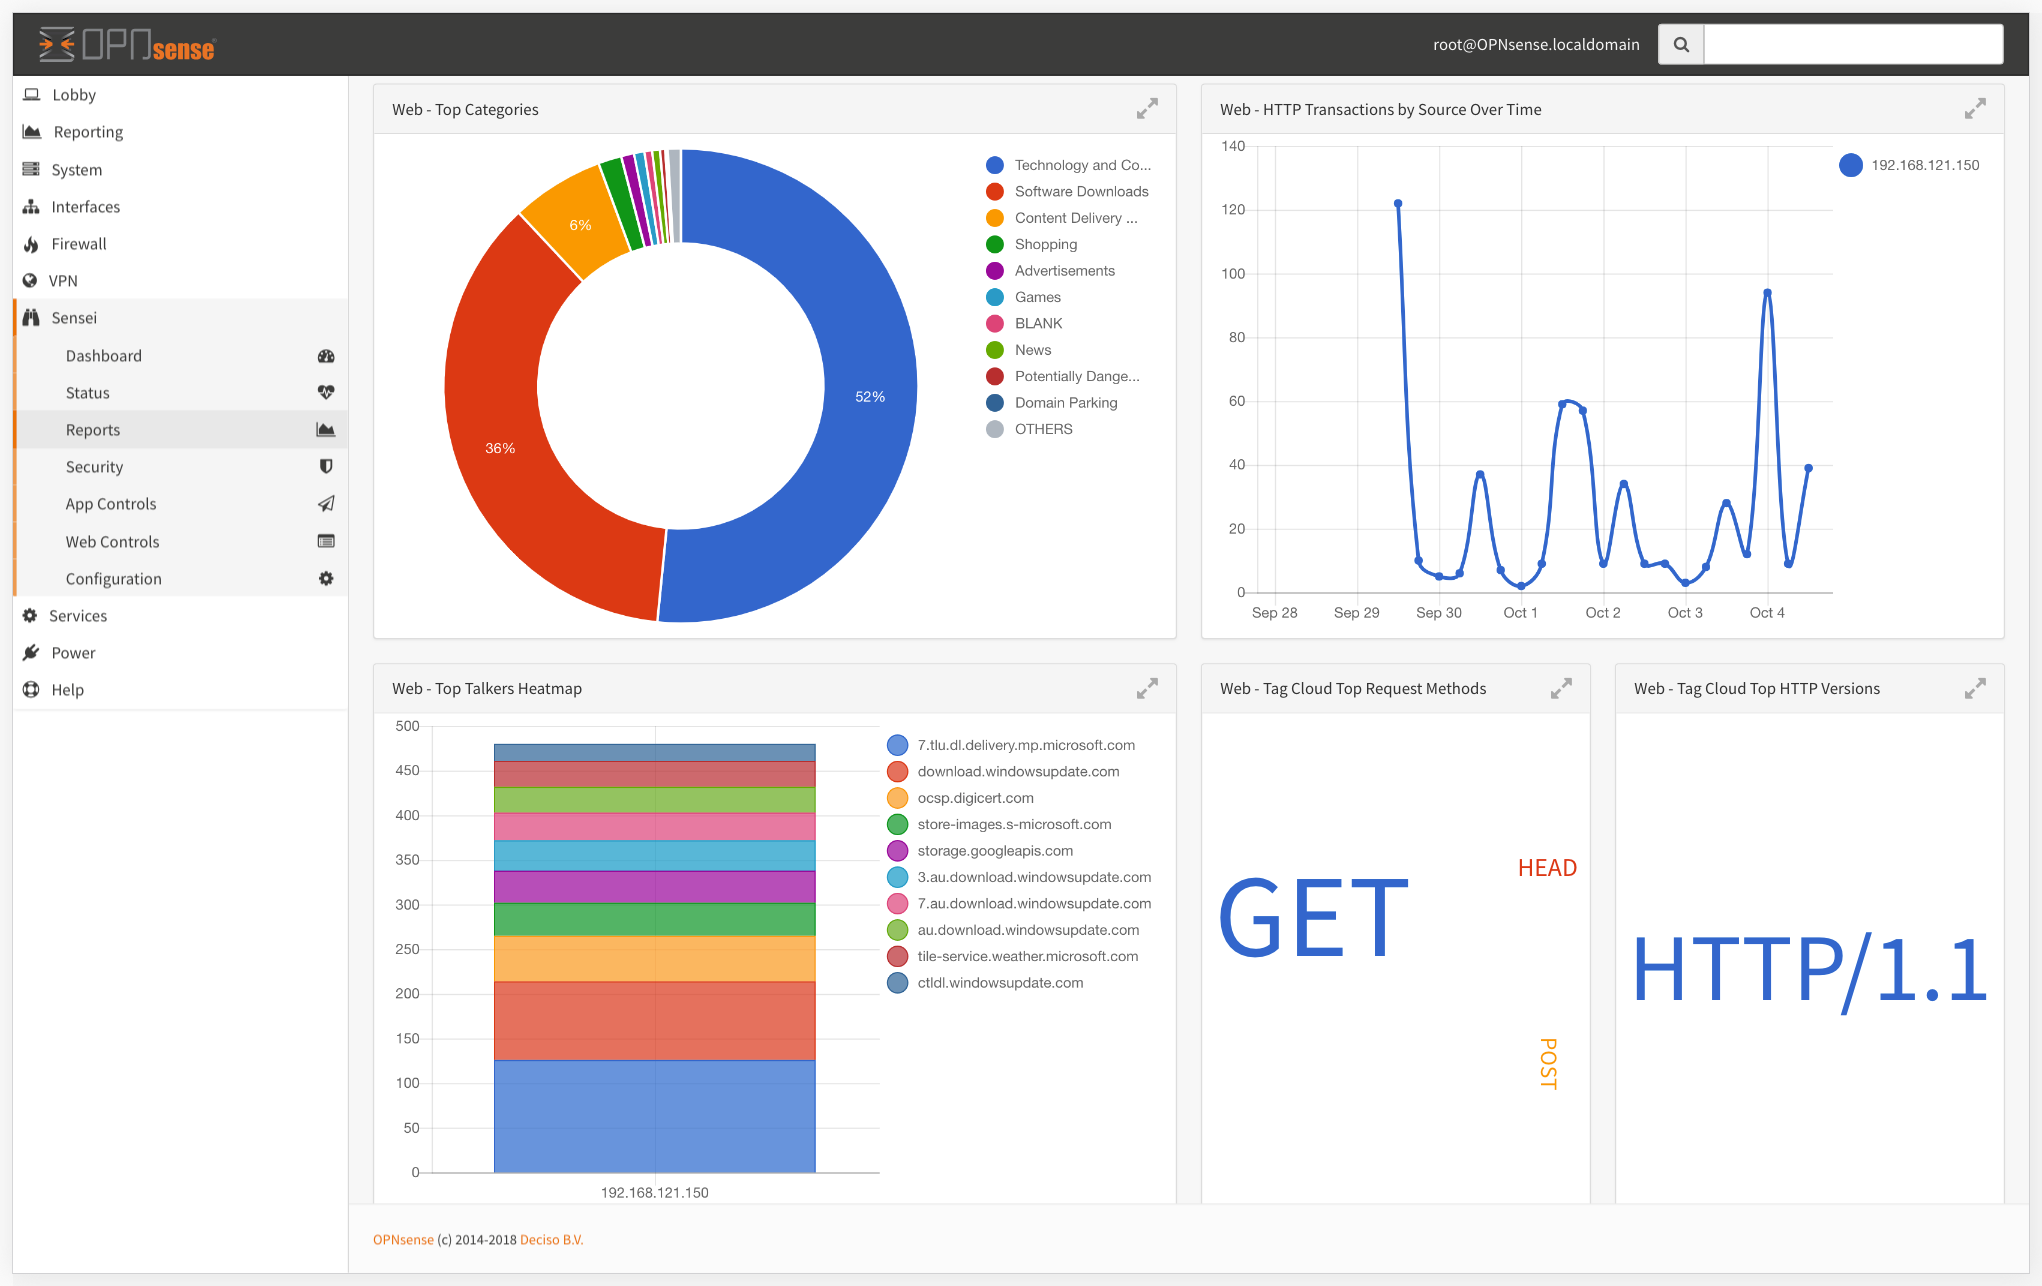 OPNsense
root@OPNsense.localdomain
Lobby
Reporting
System
Interfaces
Firewall
VPN
Sensei
Dashboard
Status
Reports
Security
App Controls
Web Controls
Configuration
Services
Power
Help
Web - Top Categories
52%
36%
6%
Technology and Co...
Software Downloads
Content Delivery ...
Shopping
Advertisements
Games
BLANK
News
Potentially Dange...
Domain Parking
OTHERS
Web - HTTP Transactions by Source Over Time
140
120
100
80
60
40
20
0
Sep 28 Sep 29 Sep 30 Oct 1 Oct 2 Oct 3 Oct 4
192.168.121.150
Web - Top Talkers Heatmap
500
450
400
350
300
250
200
150
100
50
0
192.168.121.150
7.tlu.dl.delivery.mp.microsoft.com
download.windowsupdate.com
ocsp.digicert.com
store-images.s-microsoft.com
storage.googleapis.com
3.au.download.windowsupdate.com
7.au.download.windowsupdate.com
au.download.windowsupdate.com
tile-service.weather.microsoft.com
ctldl.windowsupdate.com
Web - Tag Cloud Top Request Methods
HEAD
GET
POST
Web - Tag Cloud Top HTTP Versions
HTTP/1.1
OPNsense (c) 2014-2018 Deciso B.V.